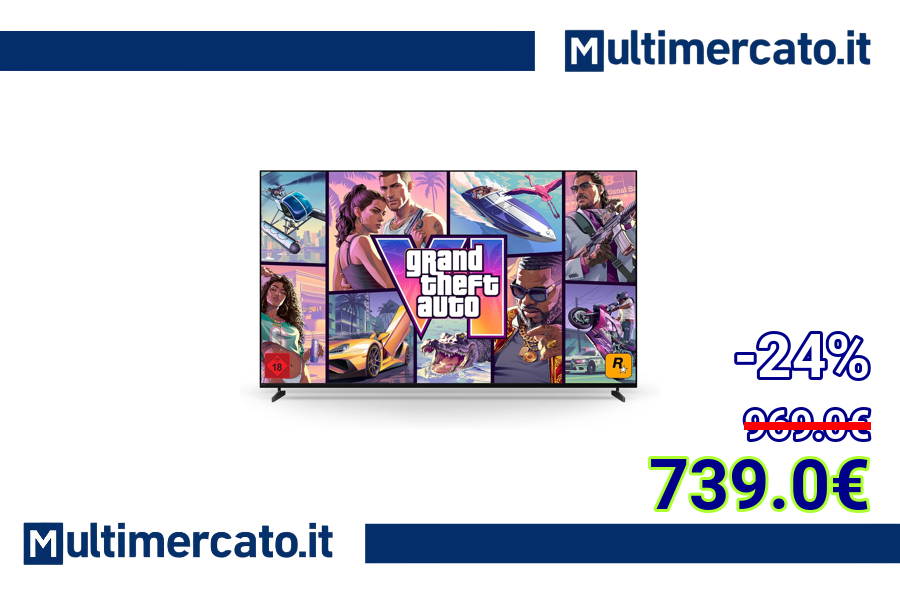 Multimercato.it
grand
theft
auto
VI
18
R
-24%
969.0€
739.0€
Multimercato.it